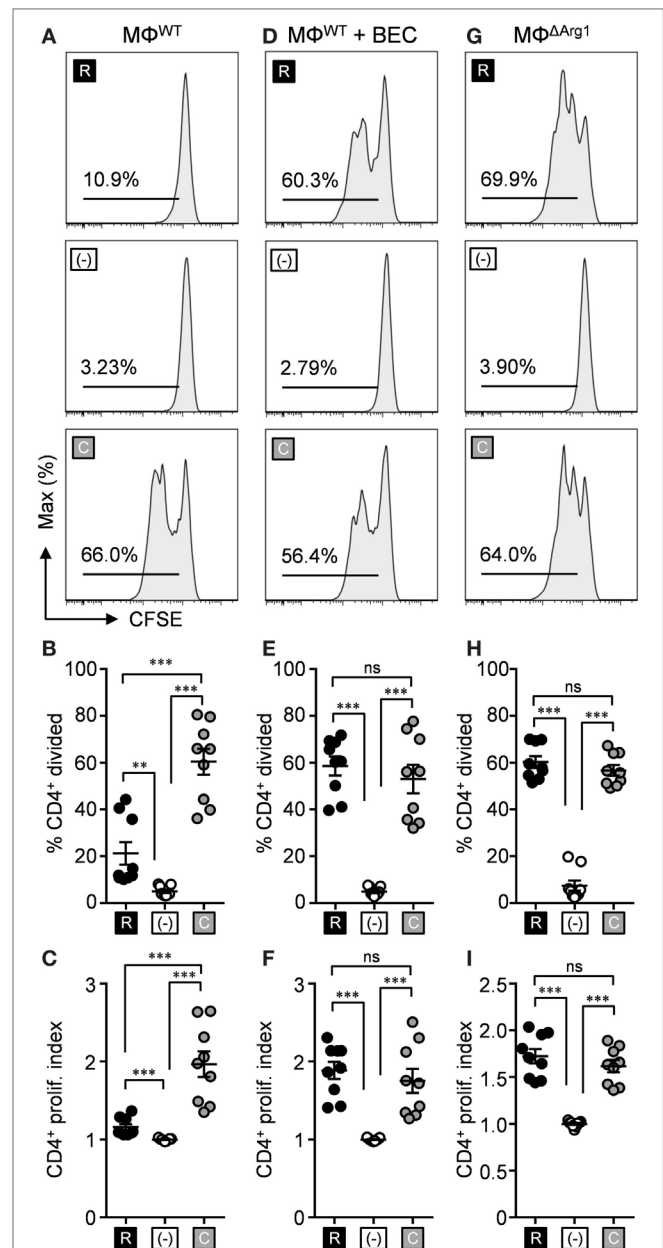 A MΦWT D MΦWT + BEC G MΦΔArg1
R R R
10.9% 60.3% 69.9%
(-) (-) (-)
3.23% 2.79% 3.90%
C C C
66.0% 56.4% 64.0%
Max (%)
CFSE
B E H
*** ns ns
*** *** *** *** ***
**
100 100 100
80 80 80
60 60 60
40 40 40
20 20 20
0 0 0
% CD4+ divided % CD4+ divided % CD4+ divided
R (-) C R (-) C R (-) C
C F I
*** ns ns
*** *** *** *** ***
***
3 3 2.5
2 2 2.0
1 1 1.5
0 0 1.0
0.5
0
CD4+ prolif. index CD4+ prolif. index CD4+ prolif. index
R (-) C R (-) C R (-) C